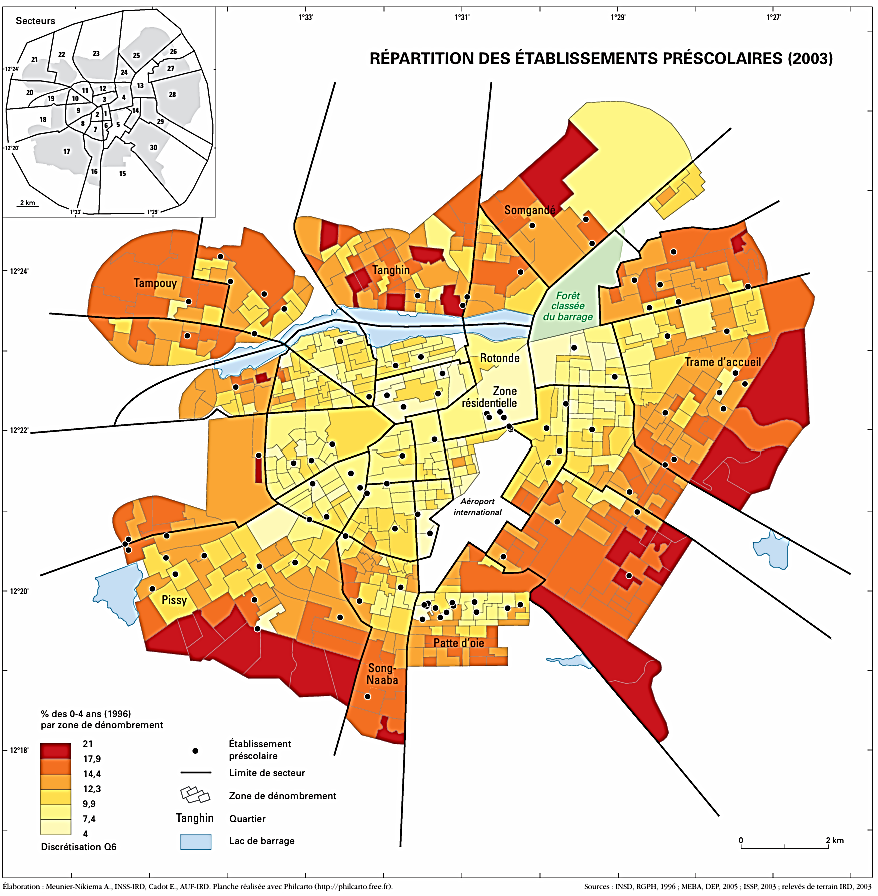 Secteurs
21
22
23
24
25
26
27
28
20
19
10
11
12
3
4
13
14
29
30
18
9
8
2
1
5
6
7
17
16
15
12°24'
12°20'
2 km
1°33'
1°29'
1°33'
1°31'
1°29'
1°27'
RÉPARTITION DES ÉTABLISSEMENTS PRÉSCOLAIRES (2003)
12°24'
12°22'
12°20'
12°18'
Somgandé
Tanghin
Tampouy
Forêt
classée
du barrage
Rotonde
Trame d'accueil
Zone
résidentielle
Aéroport
international
Pissy
Patte d'oie
Song-
Naaba
% des 0-4 ans (1996)
par zone de dénombrement
21
17,9
14,4
12,3
9,9
7,4
4
Discrétisation Q6
Établissement
préscolaire
Limite de secteur
Zone de dénombrement
Tanghin Quartier
Lac de barrage
0 2 km
Élaboration : Meunier-Nikiema A., INSS-IRD, Cadot E., AUF-IRD. Planche réalisée avec Philcarto (http://philcarto.free.fr).
Sources : INSD, RGPH, 1996 ; MEBA, DEP, 2005 ; ISSP, 2003 ; relevés de terrain IRD, 2003